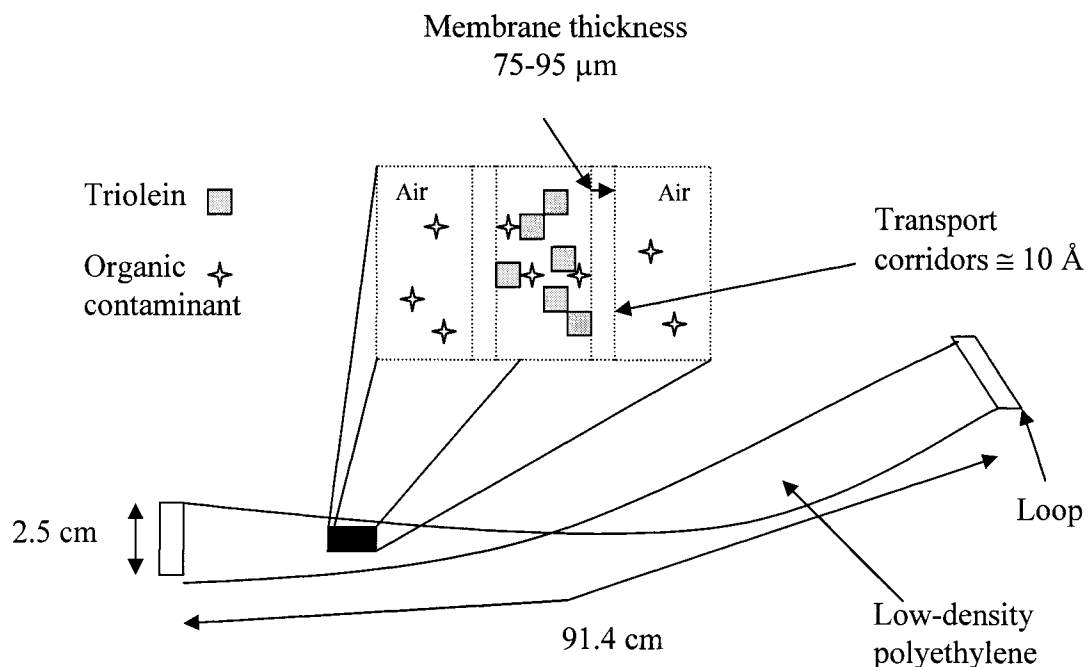 Membrane thickness
75-95 µm
Triolein
Organic
contaminant
Air
Air
Transport
corridors ≅ 10 Å
2.5 cm
Loop
91.4 cm
Low-density
polyethylene